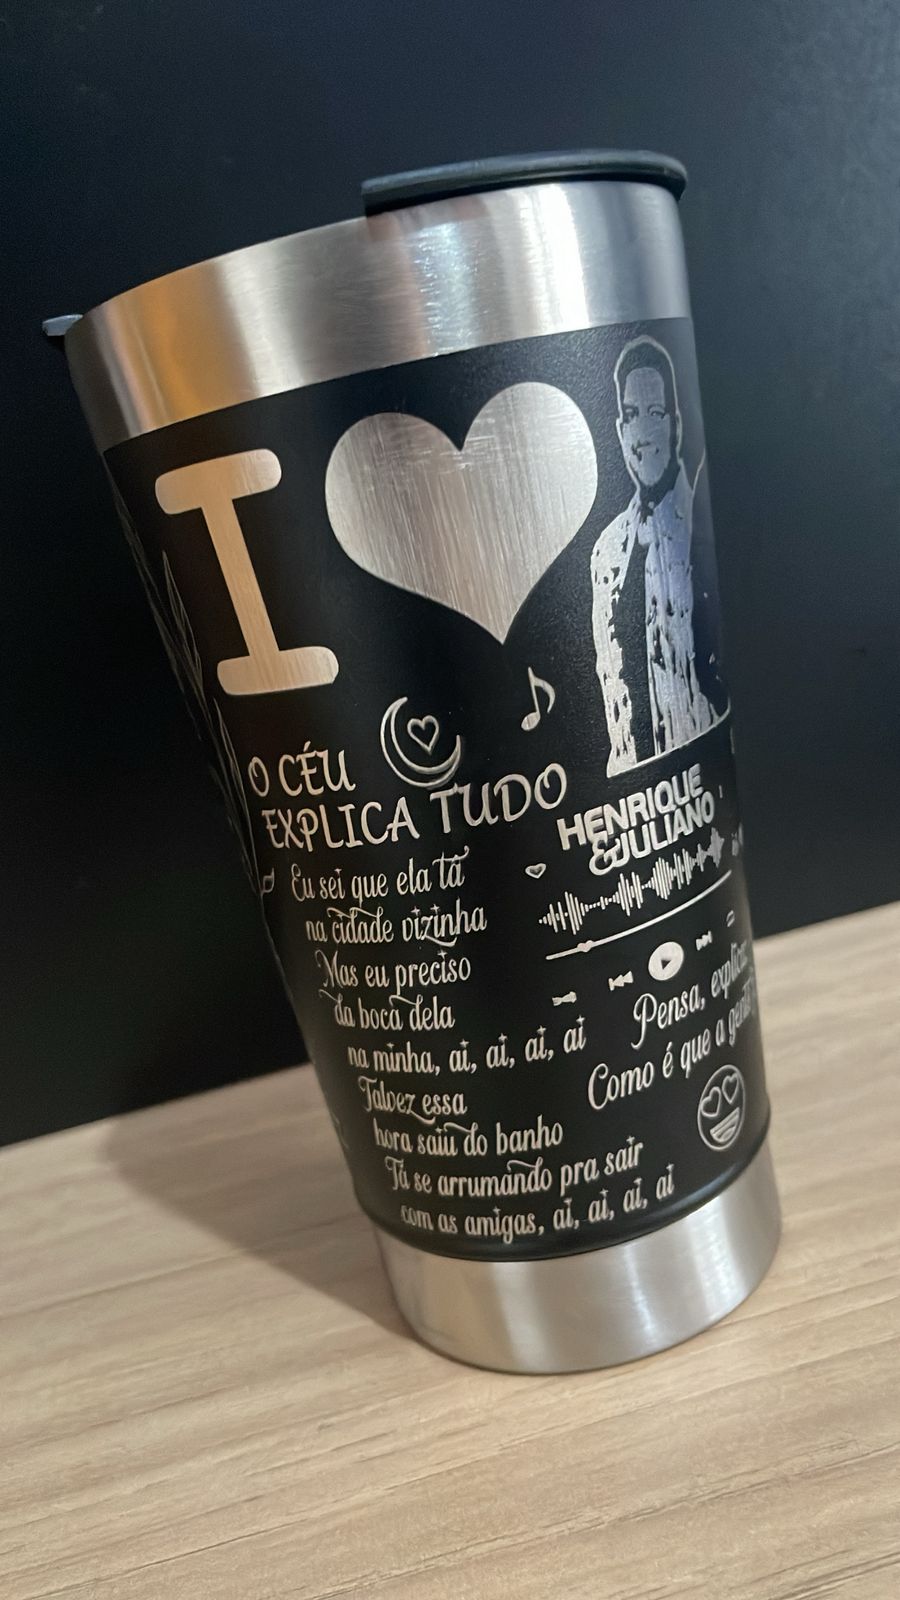 I
O CÉU
EXPLICA TUDO
Eu sei que ela tá
na cidade vizinha
Mas eu preciso
da boca dela
na minha, ai, ai, ai, ai
Talvez essa
hora saiu do banho
Tá se arrumando pra sair
com as amigas, ai, ai, ai, ai
HENRIQUE
&JULIANO
Pensa, explicar
Como é que a gente